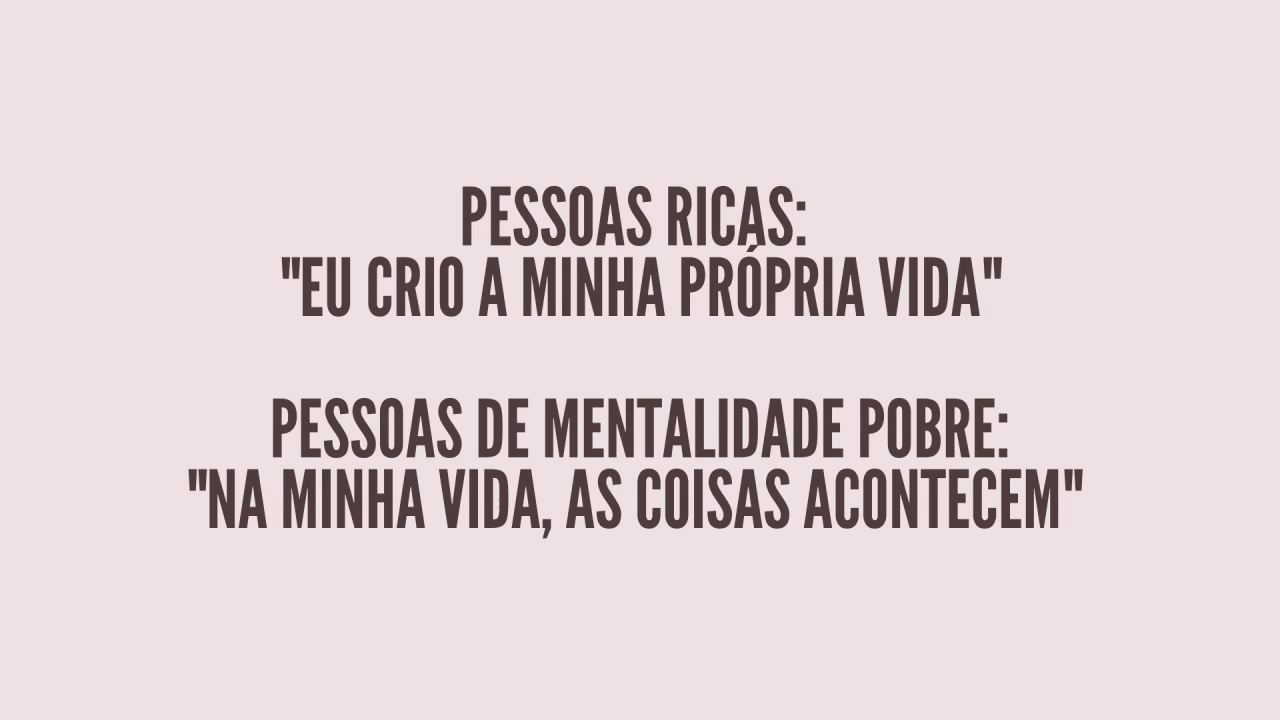 PESSOAS RICAS:
"EU CRIO A MINHA PRÓPRIA VIDA"
PESSOAS DE MENTALIDADE POBRE:
"NA MINHA VIDA, AS COISAS ACONTECEM"